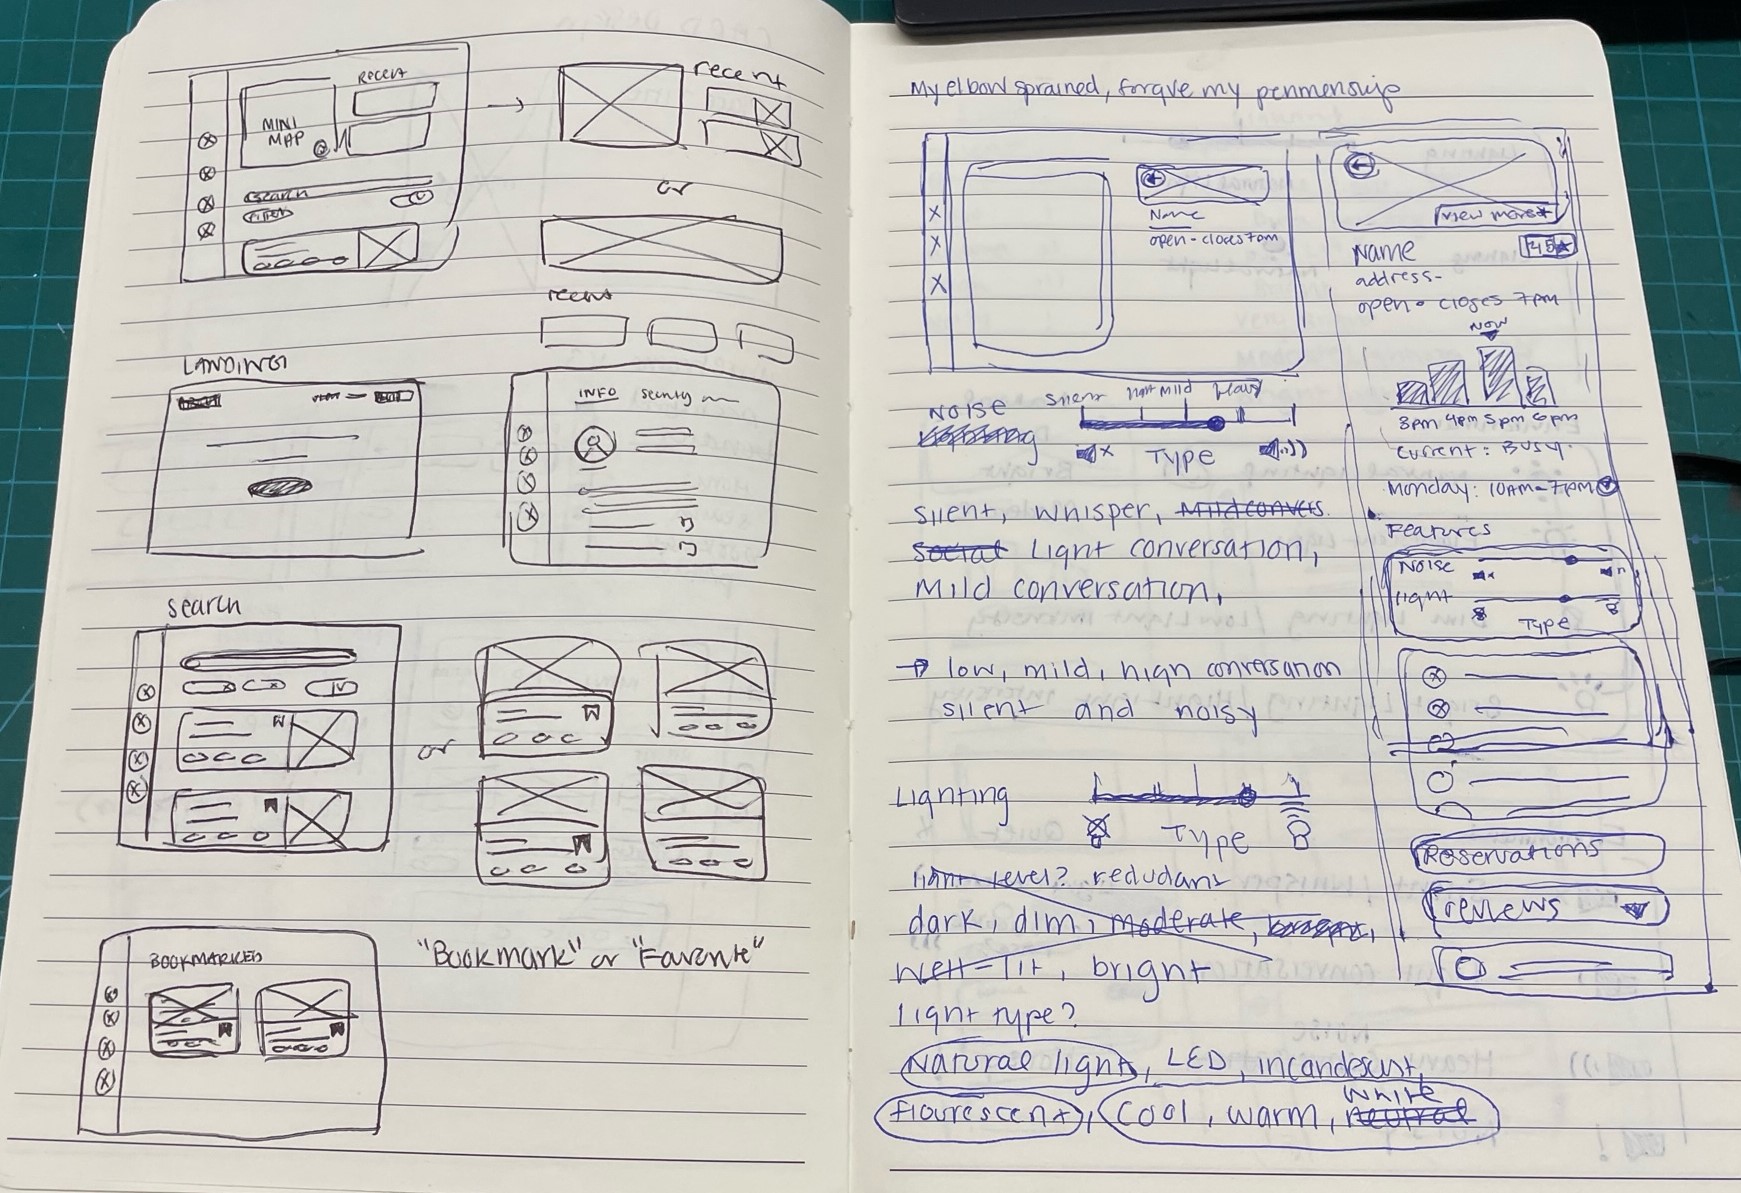 RECENT
MINI
MAP
search
filter
recent
or
recent
LANDING
INFO security
search
or
BOOKMARKED
"Bookmark" or "Favorite"
My elbow sprained, forgive my penmenship
Name
open - closes 7am
view more +
Name 4.5★
address -
open • closes 7pm
NOW
3pm 4pm 5pm 6pm
current: BUSY.
Monday: 10AM-7PM
Features
Noise
light
Type
Reservations
reviews
NOISE
silent light mild heavy
TYPE
silent, whisper, Mild convers.
social Light conversation,
Mild conversation,
→ low, mild, high conversation
silent and noisy
Lighting
Type
light level? redudant
dark, dim, moderate,
well-lit, bright
light type?
Natural light, LED, incandescent,
flourescent, cool, warm, white
neutral